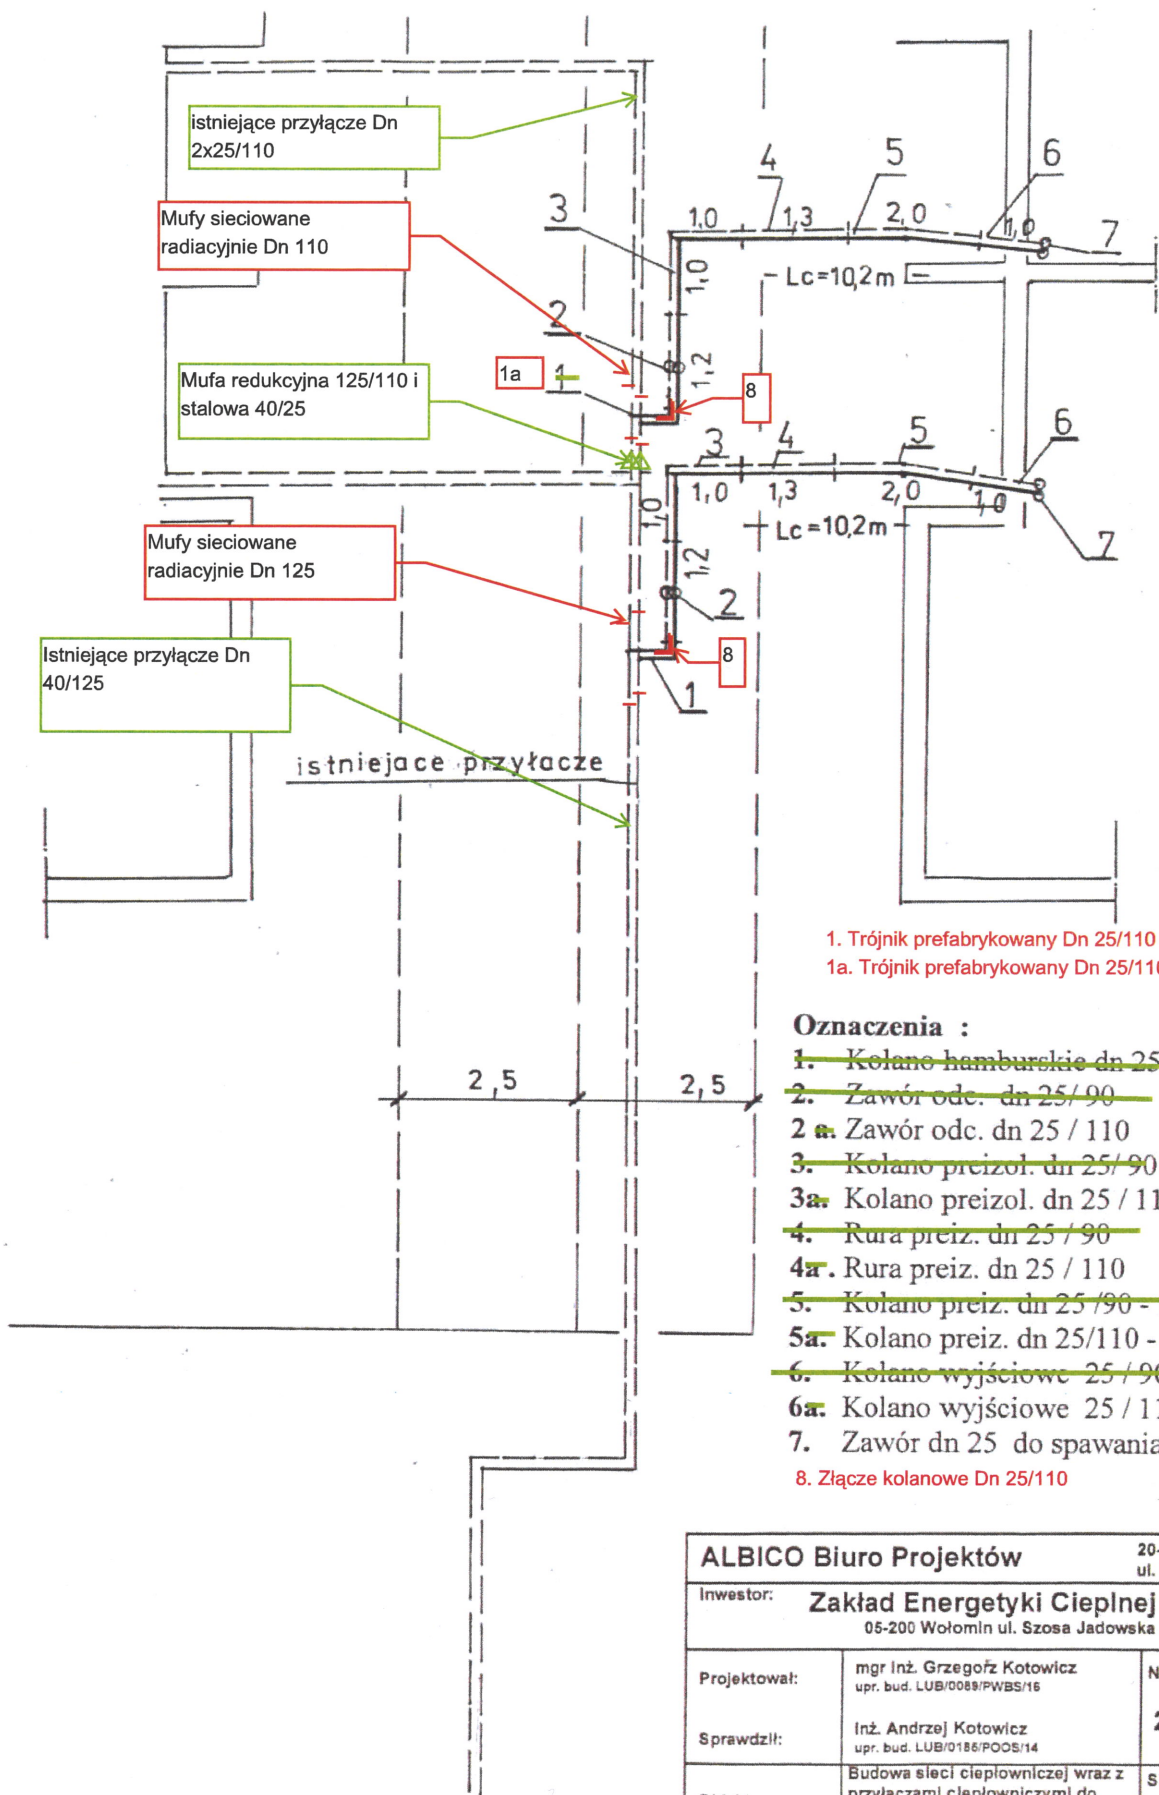 istniejące przyłącze Dn
2x25/110
Mufy sieciowane
radiacyjnie Dn 110
Mufa redukcyjna 125/110 i
stalowa 40/25
Mufy sieciowane
radiacyjnie Dn 125
Istniejące przyłącze Dn
40/125
istniejace przyłacze
3
4
5
6
7
1,0
1,3
2,0
1,0
1,0
Lc=10,2m
2
1,2
1a
1
8
3
4
5
6
7
1,0
1,3
2,0
1,0
1,0
Lc=10,2m
1,2
2
8
1
2,5
2,5
1. Trójnik prefabrykowany Dn 25/110
1a. Trójnik prefabrykowany Dn 25/110
Oznaczenia :
1. Kolano hamburskie dn 25
2. Zawór odc. dn 25/ 90
2 a. Zawór odc. dn 25 / 110
3. Kolano preizol. dn 25/ 90
3a. Kolano preizol. dn 25 / 11
4. Rura preiz. dn 25 / 90
4a . Rura preiz. dn 25 / 110
5. Kolano preiz. dn 25 /90 -
5a. Kolano preiz. dn 25/110 -
6. Kolano wyjściowe 25 / 90
6a. Kolano wyjściowe 25 / 11
7. Zawór dn 25 do spawania
8. Złącze kolanowe Dn 25/110
ALBICO Biuro Projektów
20-
ul.
Inwestor:
Zakład Energetyki Cieplnej
05-200 Wołomin ul. Szosa Jadowska
Projektował:
mgr inż. Grzegorz Kotowicz
upr. bud. LUB/0089/PWBS/16
N
2
Sprawdził:
inż. Andrzej Kotowicz
upr. bud. LUB/0186/POOS/14
Budowa sieci ciepłowniczej wraz z
przyłączami ciepłowniczymi do
S